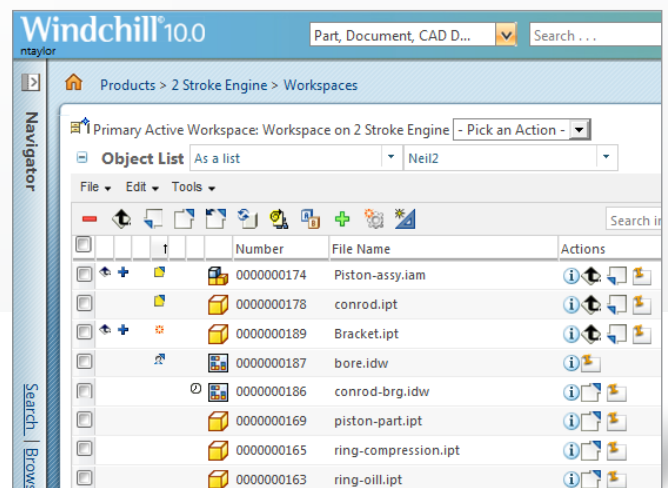 Windchill® 10.0
ntaylor
Part, Document, CAD D...
Search . . .
Products > 2 Stroke Engine > Workspaces
Navigator
Primary Active Workspace: Workspace on 2 Stroke Engine - Pick an Action -
Object List As a list Neil2
File Edit Tools
Search in
Number File Name Actions
0000000174 Piston-assy.iam
0000000178 conrod.ipt
0000000189 Bracket.ipt
0000000187 bore.idw
0000000186 conrod-brg.idw
0000000169 piston-part.ipt
0000000165 ring-compression.ipt
0000000163 ring-oill.ipt
Search | Brows